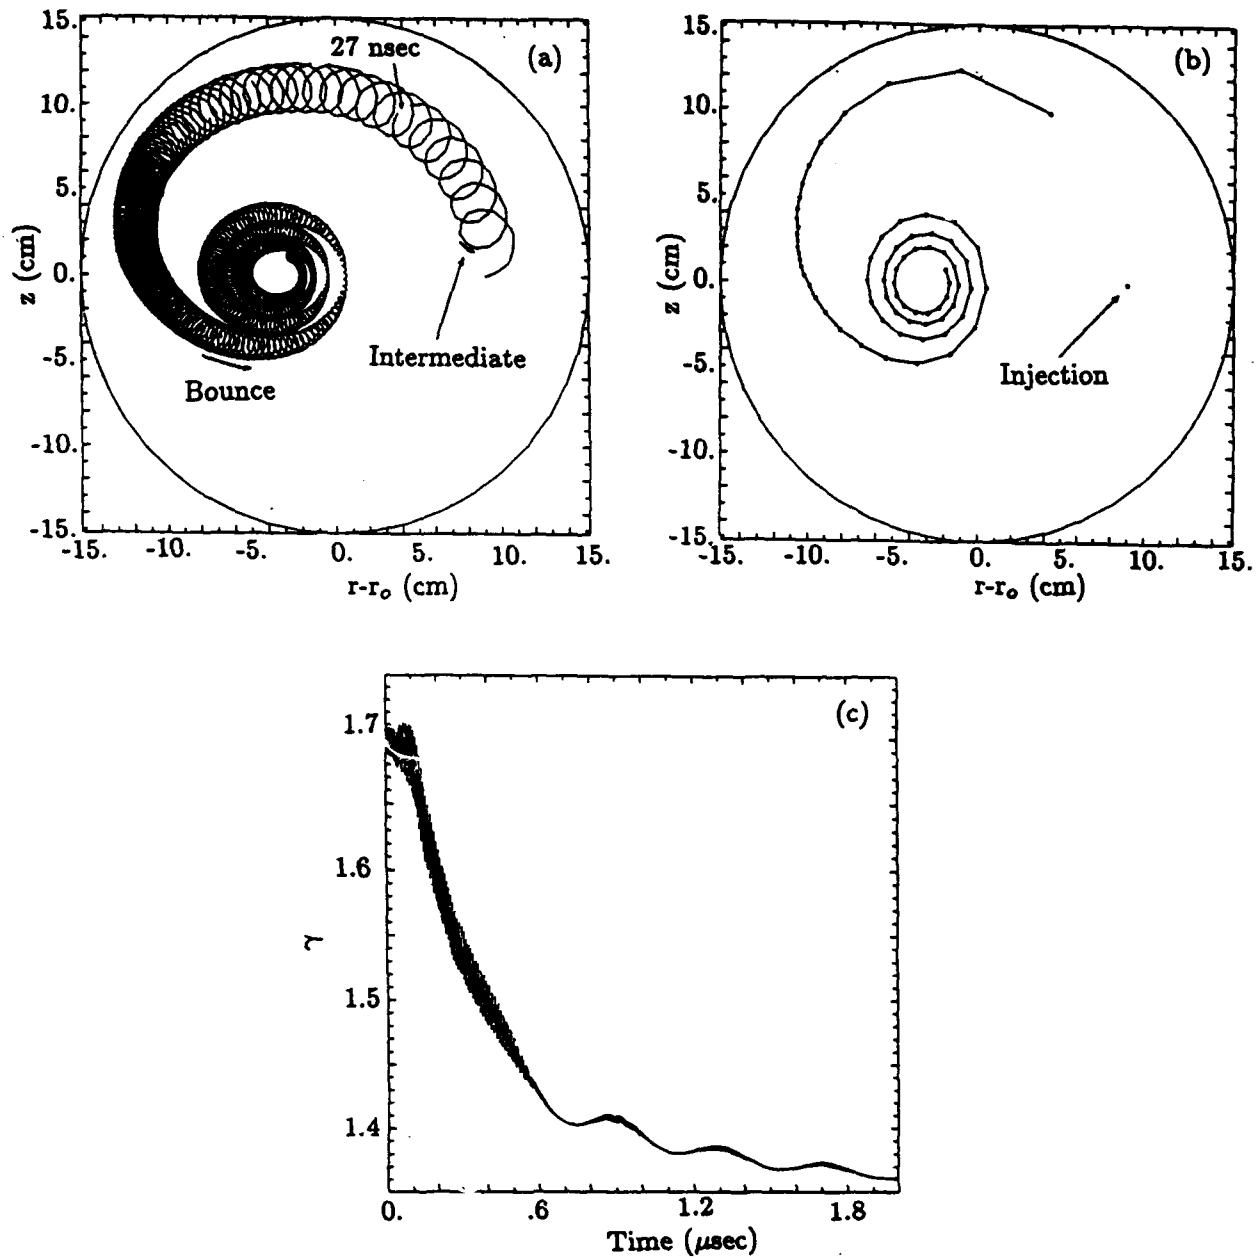 (a)
27 nsec
Intermediate
Bounce
z (cm)
15.
10.
5.
0.
-5.
-10.
-15.
-15. -10. -5. 0. 5. 10. 15.
r-r₀ (cm)
(b)
Injection
z (cm)
15.
10.
5.
0.
-5.
-10.
-15.
-15. -10. -5. 0. 5. 10. 15.
r-r₀ (cm)
(c)
γ
1.7
1.6
1.5
1.4
0. .6 1.2 1.8
Time (μsec)